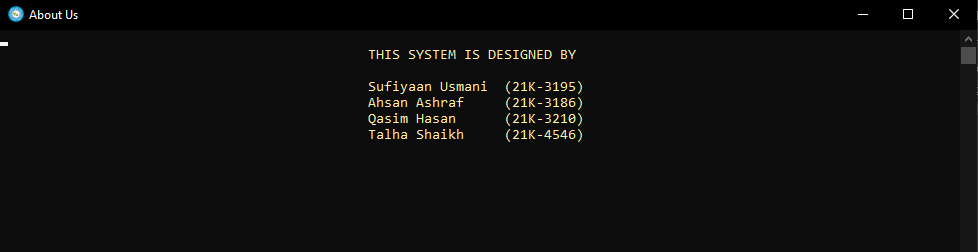 About Us
THIS SYSTEM IS DESIGNED BY
Sufiyaan Usmani (21K-3195)
Ahsan Ashraf (21K-3186)
Qasim Hasan (21K-3210)
Talha Shaikh (21K-4546)